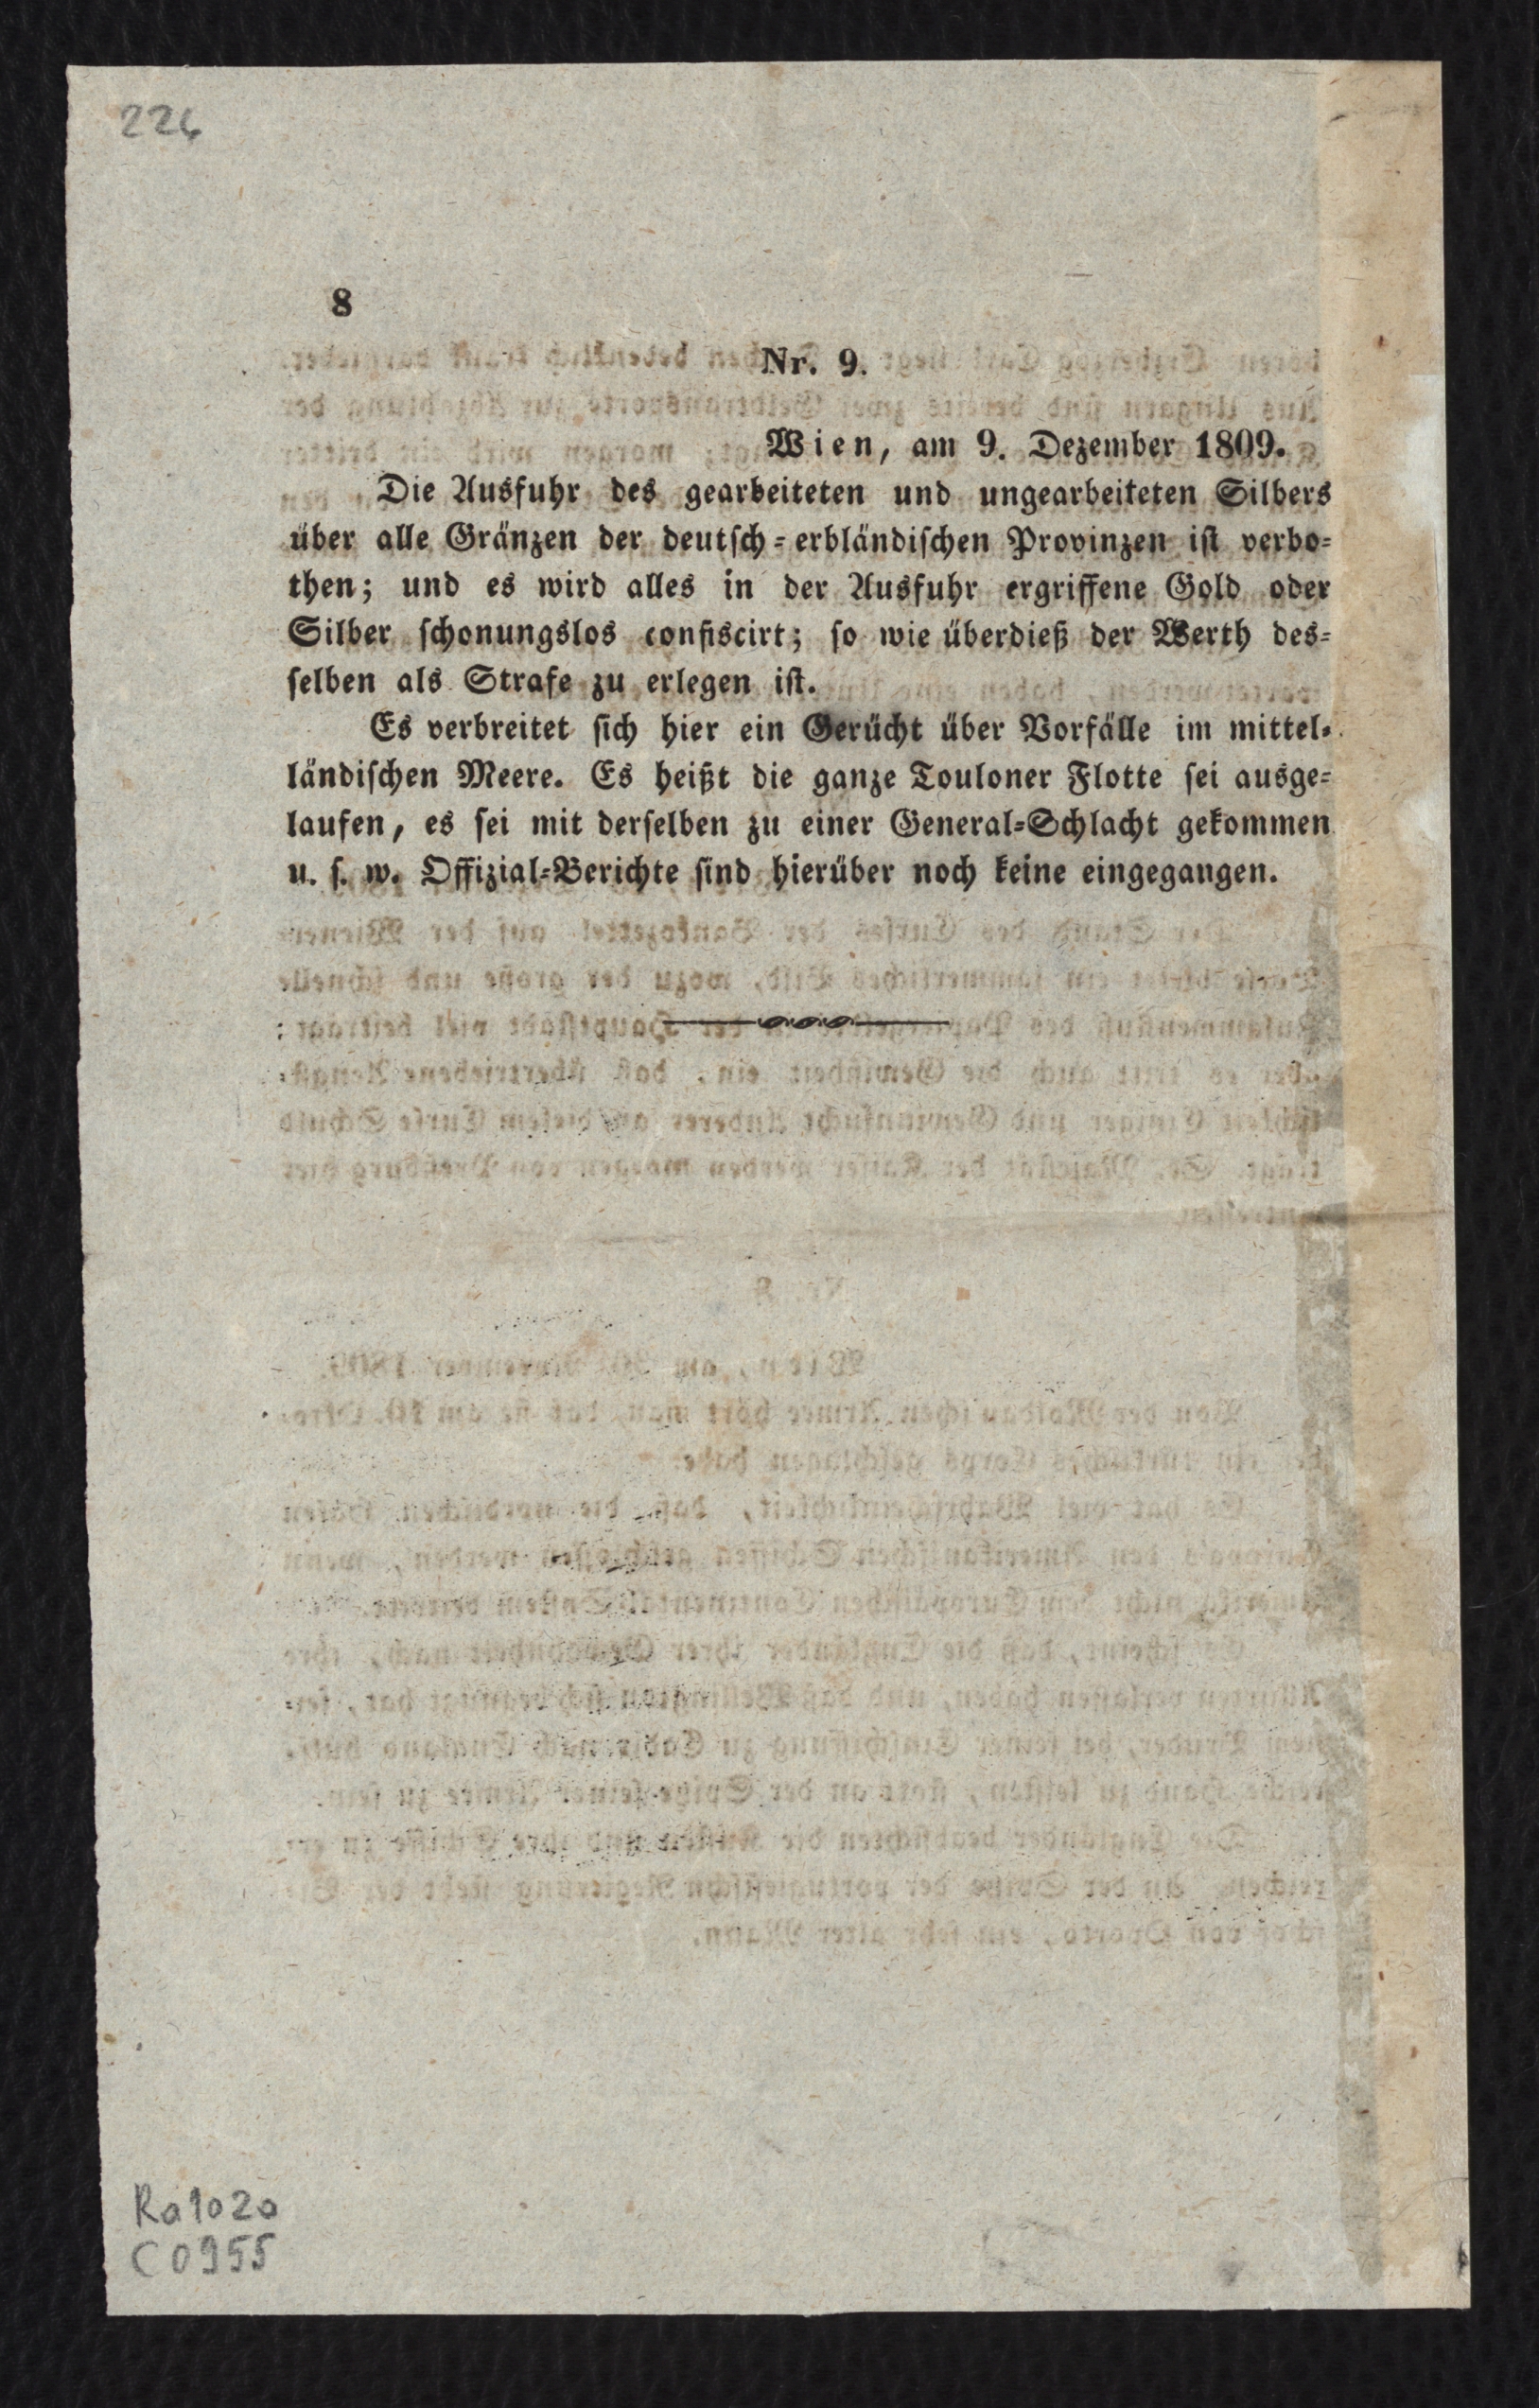 226
8
Nr. 9.
Wien, am 9. Dezember 1809.
Die Ausfuhr des gearbeiteten und ungearbeiteten Silbers
über alle Gränzen der deutsch-erbländischen Provinzen ist verbo-
then; und es wird alles in der Ausfuhr ergriffene Gold oder
Silber schonungslos confiscirt; so wie überdieß der Werth des-
selben als Strafe zu erlegen ist.
Es verbreitet sich hier ein Gerücht über Vorfälle im mittel-
ländischen Meere. Es heißt die ganze Touloner Flotte sei ausge-
laufen, es sei mit derselben zu einer General-Schlacht gekommen
u. s. w. Offizial-Berichte sind hierüber noch keine eingegangen.
Ra1020
C0955